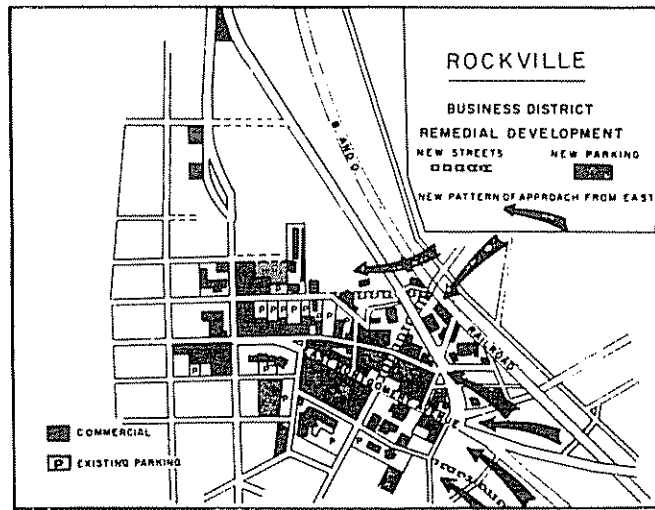 ROCKVILLE
BUSINESS DISTRICT
REMEDIAL DEVELOPMENT
NEW STREETS NEW PARKING
NEW PATTERN OF APPROACH FROM EAST
B. AND O.
RAILROAD
P P P P P P
P
P
P
P
P
COMMERCIAL
P EXISTING PARKING